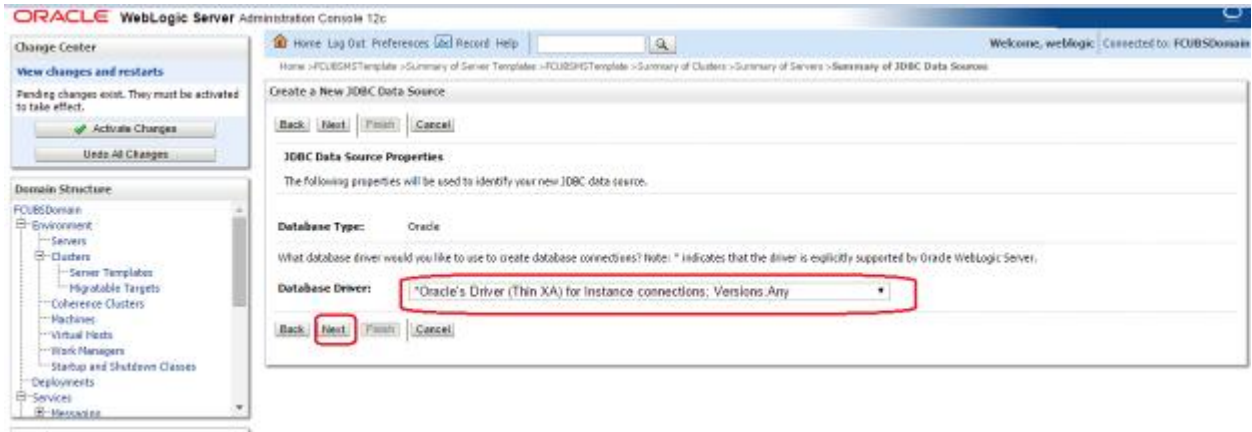 ORACLE WebLogic Server Administration Console 12c
Change Center
View changes and restarts
Pending changes exist. They must be activated
to take effect.
Activate Changes
Undo All Changes
Domain Structure
FCUBSDomain
Environment
Servers
Clusters
Server Templates
Migratable Targets
Coherence Clusters
Machines
Virtual Hosts
Work Managers
Startup and Shutdown Classes
Deployments
Services
Messaging
Home Log Out Preferences Record Help
Welcome, weblogic Connected to: FCUBSDomain
Home >FCUBSMSTemplate >Summary of Server Templates >FCUBSMSTemplate >Summary of Clusters >Summary of Servers >Summary of JDBC Data Sources
Create a New JDBC Data Source
Back Next Finish Cancel
JDBC Data Source Properties
The following properties will be used to identify your new JDBC data source.
Database Type: Oracle
What database driver would you like to use to create database connections? Note: * indicates that the driver is explicitly supported by Oracle WebLogic Server.
Database Driver: *Oracle's Driver (Thin XA) for Instance connections; Versions:Any
Back Next Finish Cancel